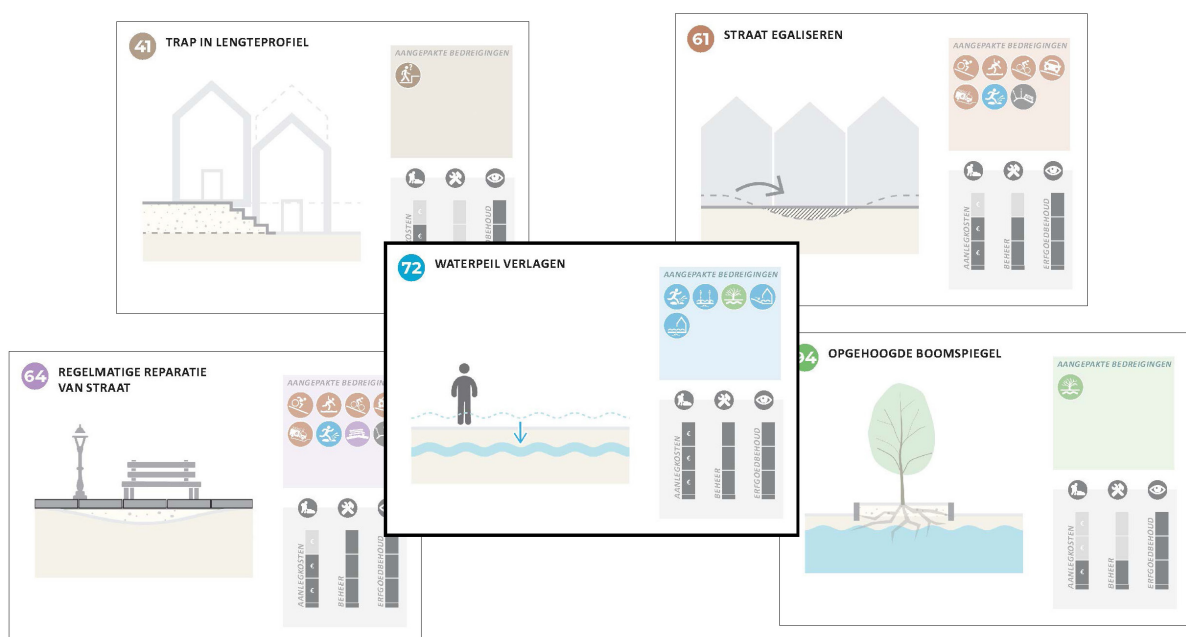 41 TRAP IN LENGTEPROFIEL
AANGEPAKTE BEDREIGINGEN
€
61 STRAAT EGALISEREN
AANGEPAKTE BEDREIGINGEN
AANLEGKOSTEN
€
€
€
BEHEER
ERFGOEDBEHOUD
72 WATERPEIL VERLAGEN
AANGEPAKTE BEDREIGINGEN
AANLEGKOSTEN
€
€
€
BEHEER
ERFGOEDBEHOUD
64 REGELMATIGE REPARATIE
VAN STRAAT
AANGEPAKTE
AANLEGKOSTEN
€
€
€
BEHEER
ERFGOEDBEHOUD
OPGEHOOGDE BOOMSPIEGEL
AANGEPAKTE BEDREIGINGEN
AANLEGKOSTEN
€
€
€
BEHEER
ERFGOEDBEHOUD